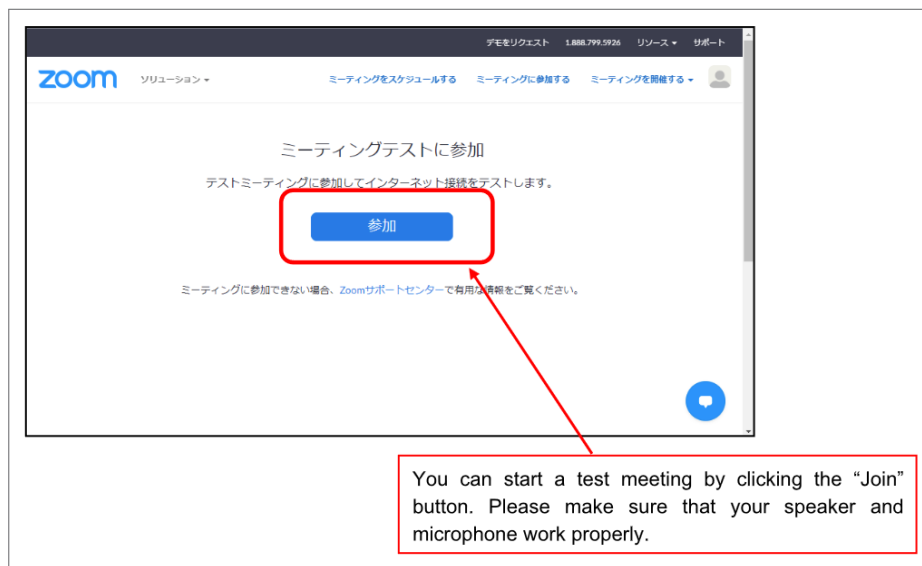 デモをリクエスト 1.888.799.5926 リソース サポート
zoom ソリューション ミーティングをスケジュールする ミーティングに参加する ミーティングを開催する
ミーティングテストに参加
テストミーティングに参加してインターネット接続をテストします。
参加
ミーティングに参加できない場合、Zoomサポートセンターで有用な情報をご覧ください。
You can start a test meeting by clicking the “Join”
button. Please make sure that your speaker and
microphone work properly.